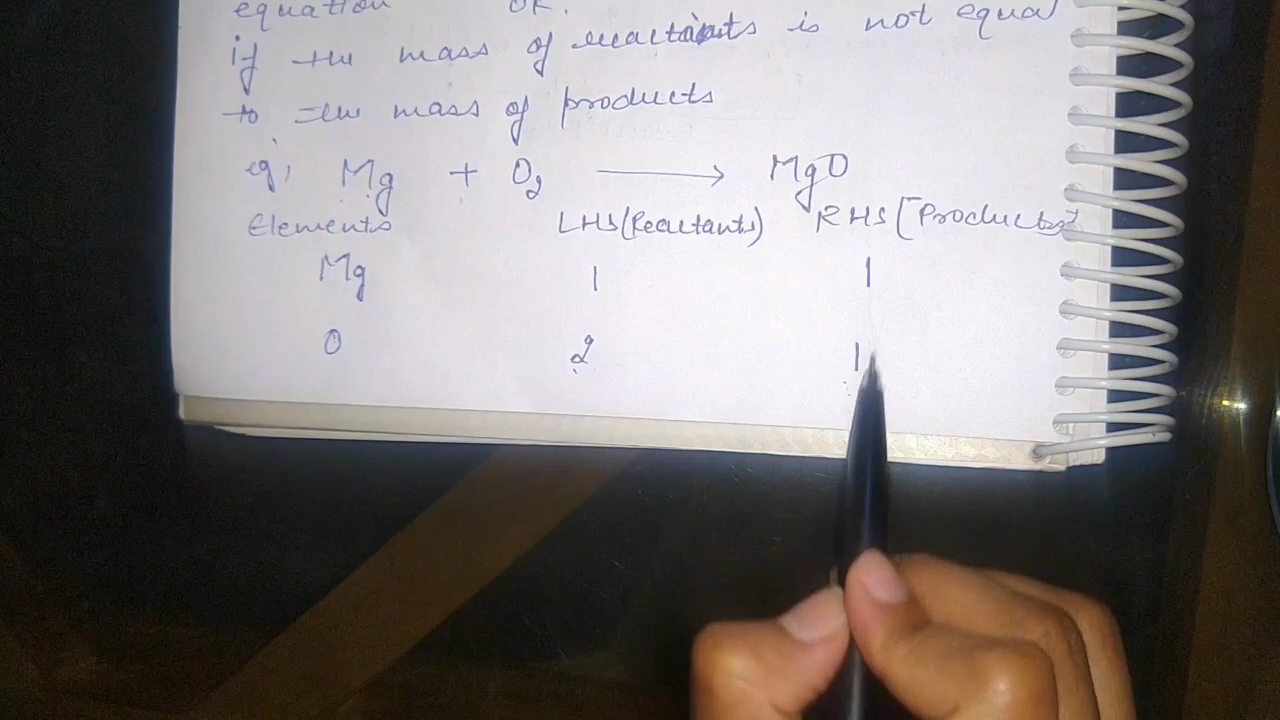 equation or.
if the mass of reactants is not equal
to the mass of products
eg, Mg + O2 → MgO
Elements LHS(Reactants) RHS[Products]
Mg 1 1
O 2 1